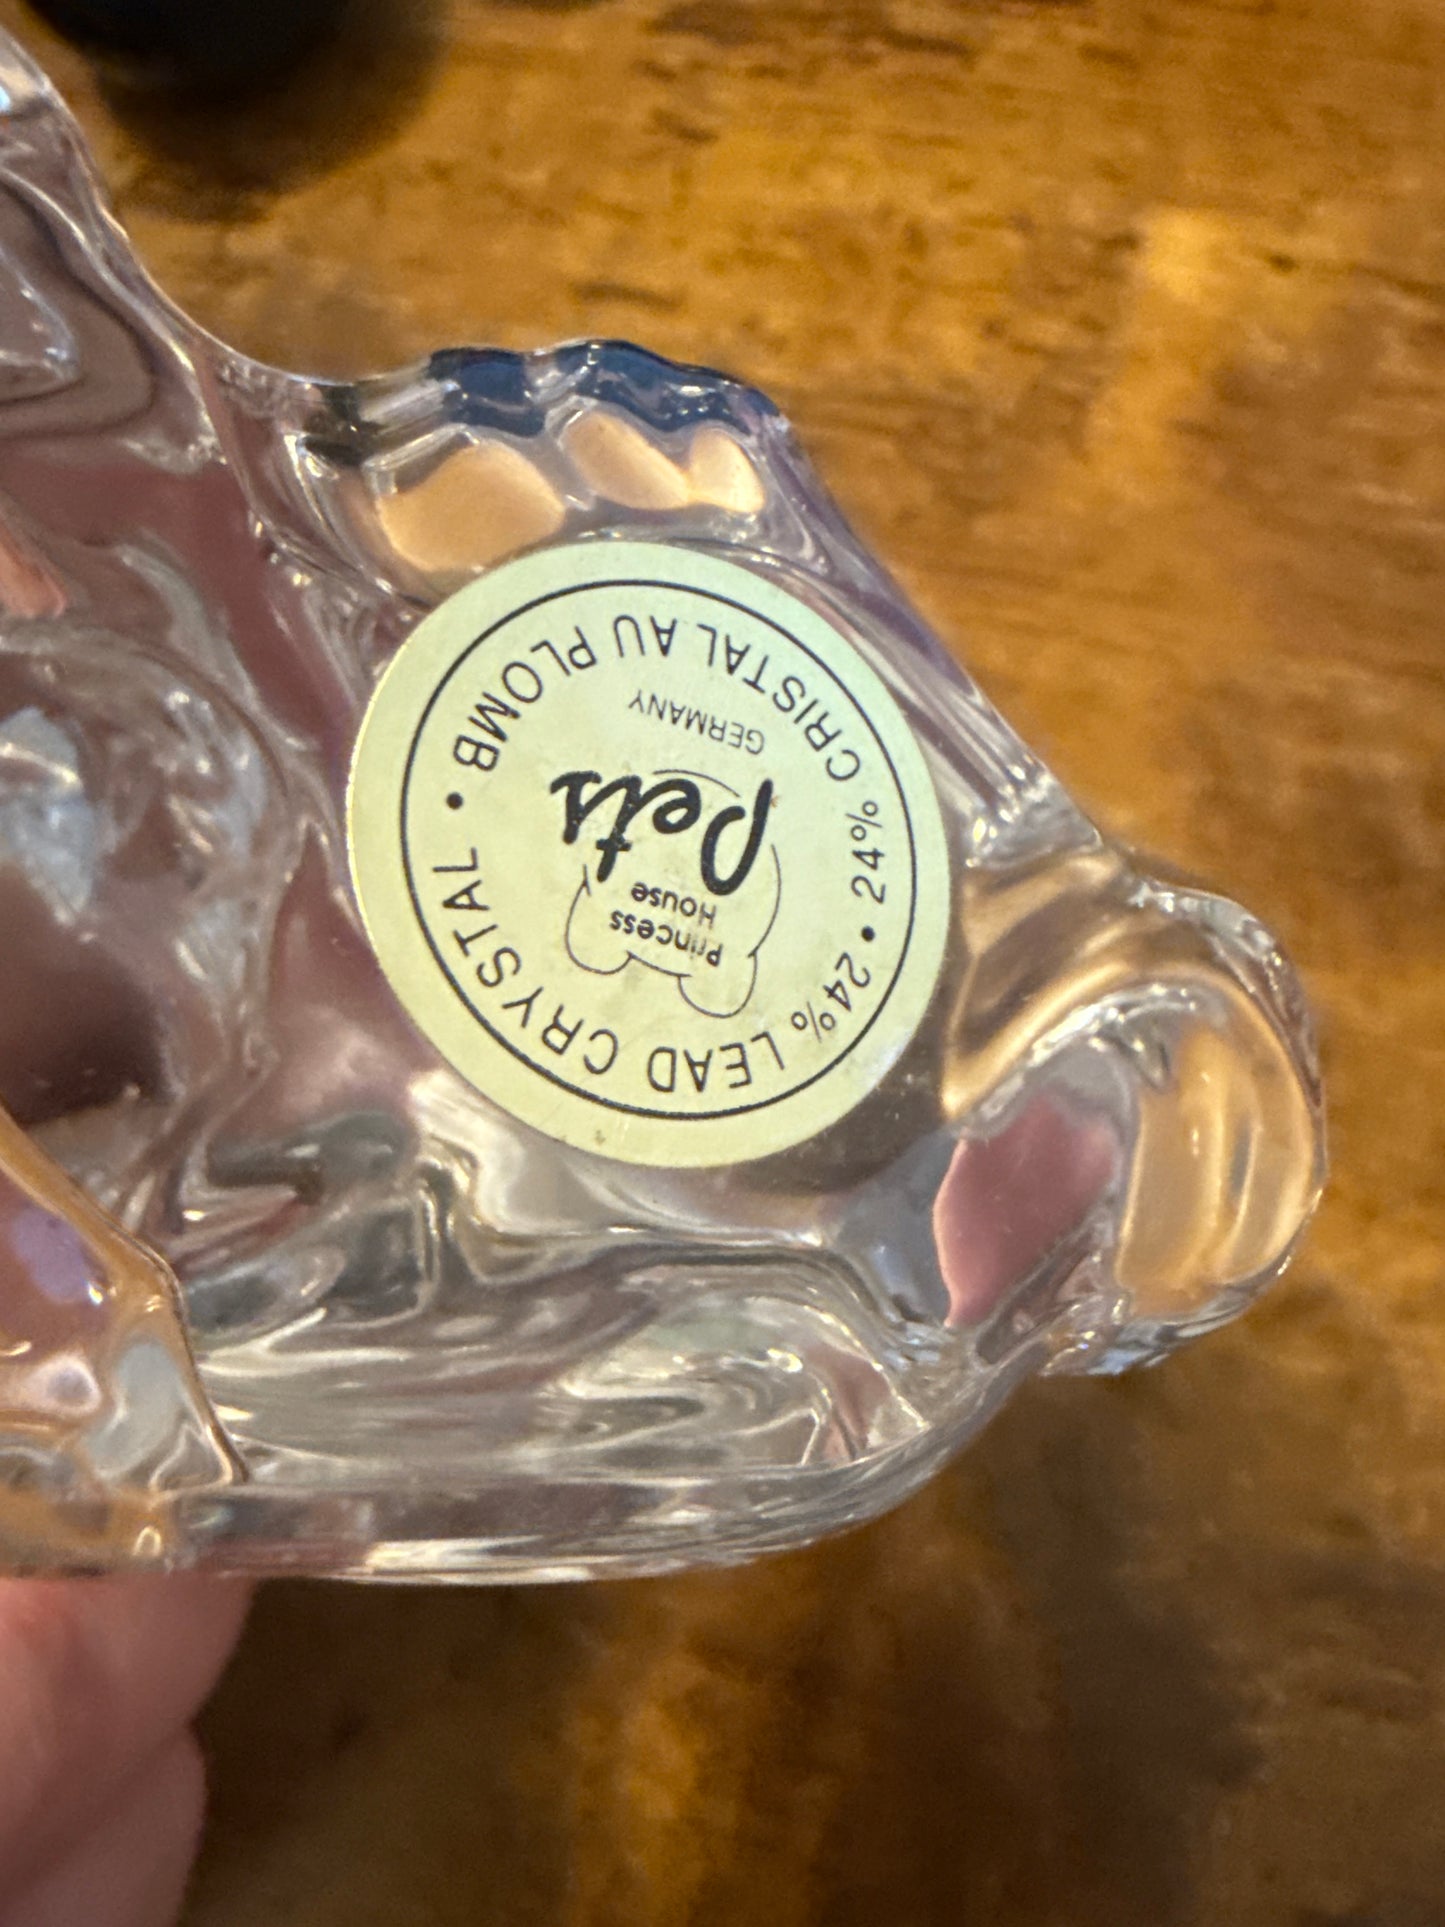 24% LEAD CRYSTAL •
Princess
House
Pets
GERMANY
24% CRISTAL AU PLOMB •